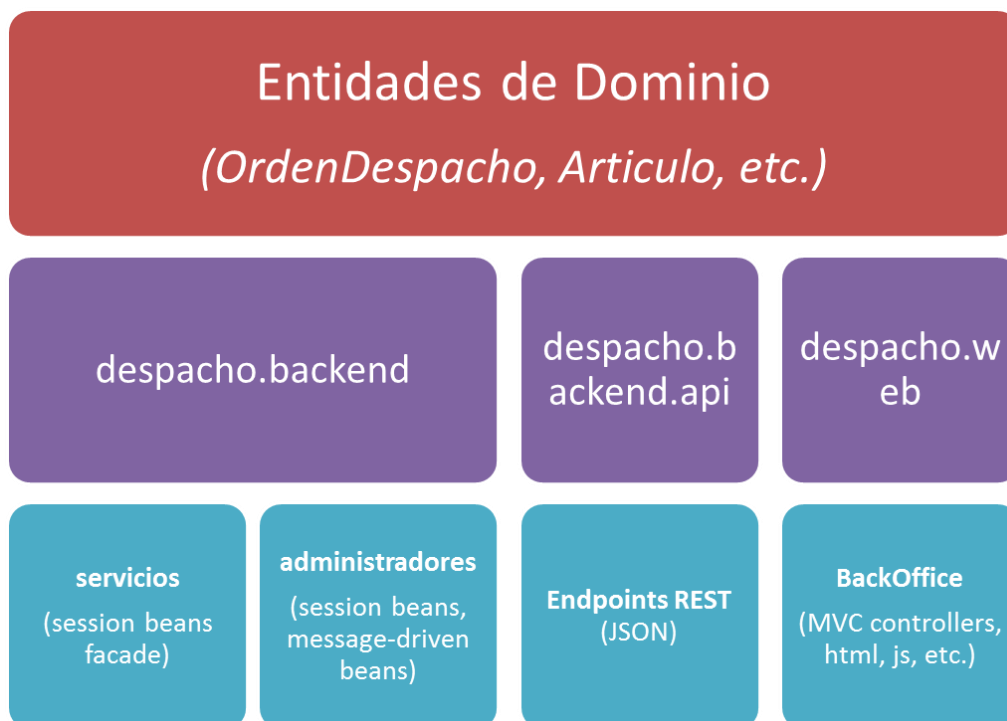 Entidades de Dominio
(OrdenDespacho, Articulo, etc.)
despacho.backend
despacho.b
ackend.api
despacho.w
eb
servicios
(session beans
facade)
administradores
(session beans,
message-driven
beans)
Endpoints REST
(JSON)
BackOffice
(MVC controllers,
html, js, etc.)